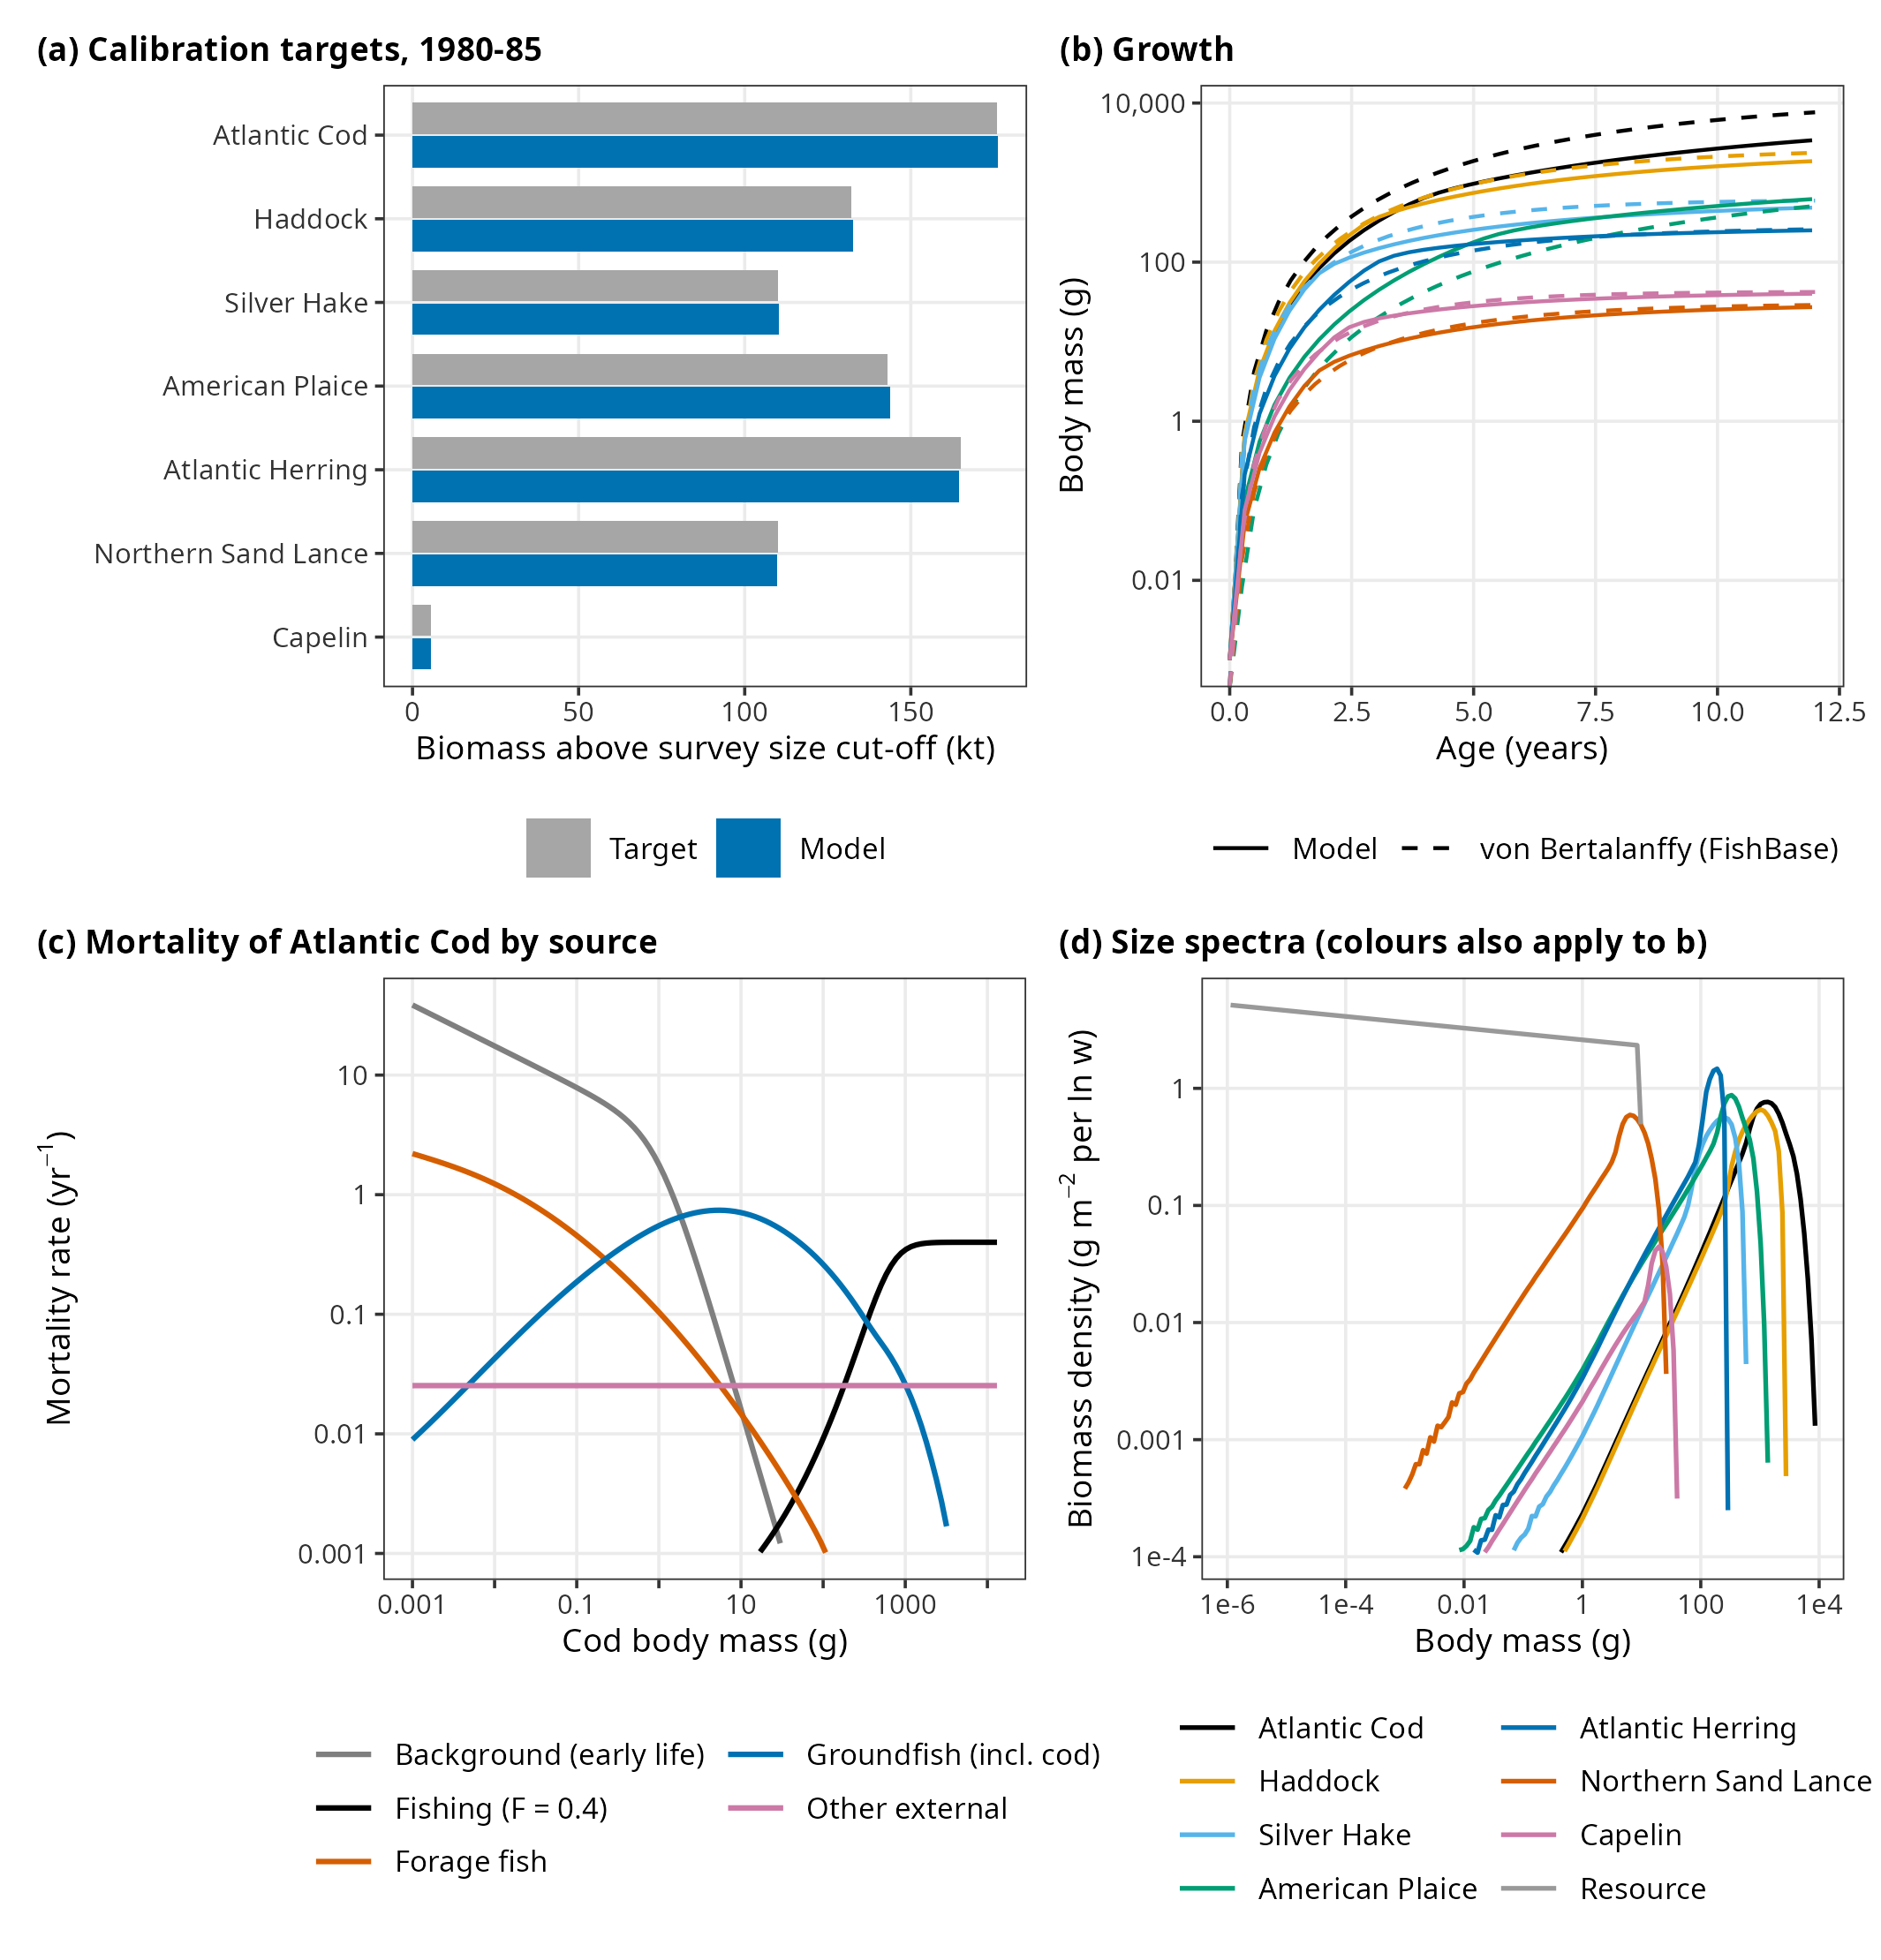 (a) Calibration targets, 1980-85
Atlantic Cod
Haddock
Silver Hake
American Plaice
Atlantic Herring
Northern Sand Lance
Capelin
0 50 100 150
Biomass above survey size cut-off (kt)
Target Model
(b) Growth
Body mass (g)
10,000
100
1
0.01
0.0 2.5 5.0 7.5 10.0 12.5
Age (years)
Model von Bertalanffy (FishBase)
(c) Mortality of Atlantic Cod by source
Mortality rate (yr⁻¹)
10
1
0.1
0.01
0.001
0.001 0.1 10 1000
Cod body mass (g)
Background (early life) Groundfish (incl. cod)
Fishing (F = 0.4) Other external
Forage fish
(d) Size spectra (colours also apply to b)
Biomass density (g m⁻² per ln w)
1
0.1
0.01
0.001
1e-4
1e-6 1e-4 0.01 1 100 1e4
Body mass (g)
Atlantic Cod Atlantic Herring
Haddock Northern Sand Lance
Silver Hake Capelin
American Plaice Resource